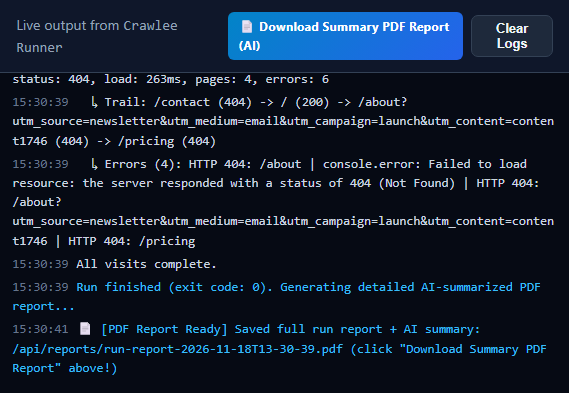 Live output from Crawlee
Runner
📄 Download Summary PDF Report
(AI)
Clear
Logs
status: 404, load: 263ms, pages: 4, errors: 6
15:30:39 ↳ Trail: /contact (404) -> / (200) -> /about?
utm_source=newsletter&utm_medium=email&utm_campaign=launch&utm_content=conten
t1746 (404) -> /pricing (404)
15:30:39 ↳ Errors (4): HTTP 404: /about | console.error: Failed to load
resource: the server responded with a status of 404 (Not Found) | HTTP 404:
/about?
utm_source=newsletter&utm_medium=email&utm_campaign=launch&utm_content=conten
t1746 | HTTP 404: /pricing
15:30:39 All visits complete.
15:30:39 Run finished (exit code: 0). Generating detailed AI-summarized PDF
report...
15:30:41 📄 [PDF Report Ready] Saved full run report + AI summary:
/api/reports/run-report-2026-11-18T13-30-39.pdf (click "Download Summary PDF
Report" above!)